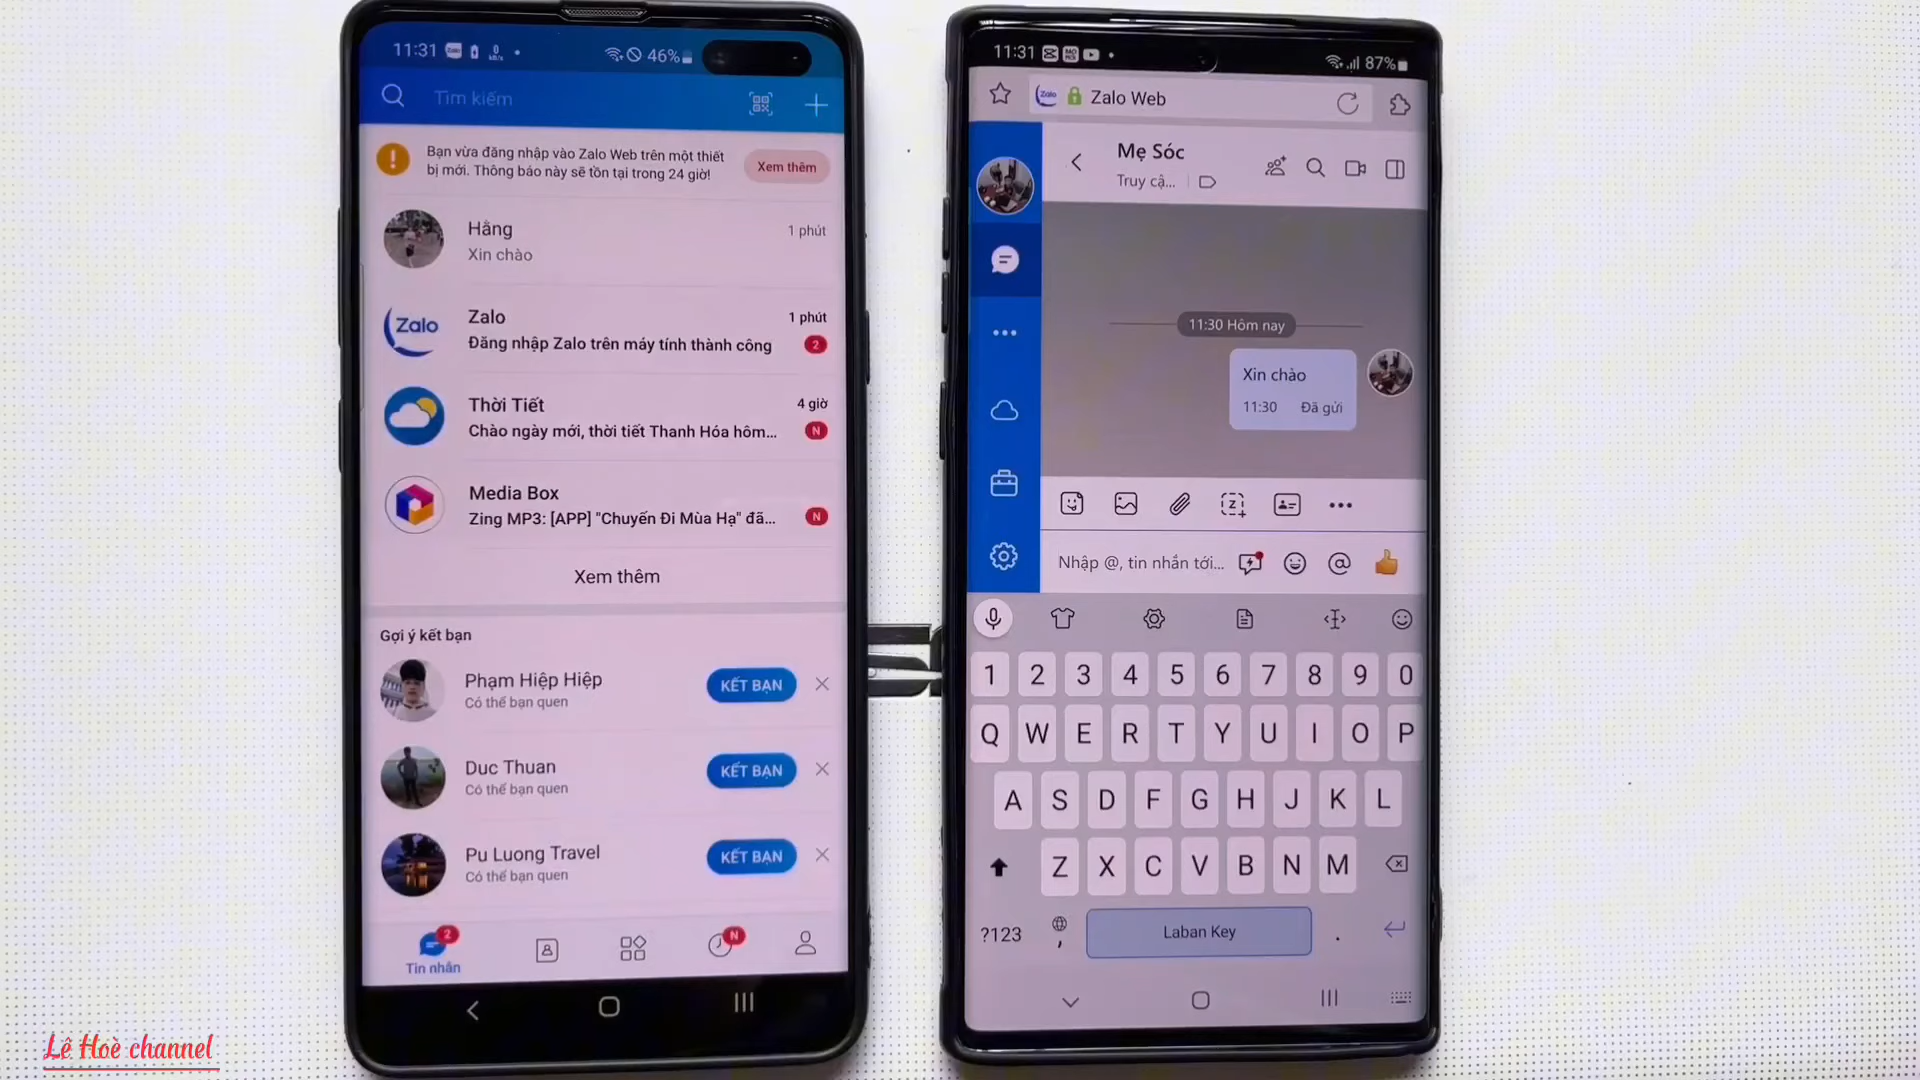 11:31
0
kB/s
46%
Tìm kiếm
Bạn vừa đăng nhập vào Zalo Web trên một thiết
bị mới. Thông báo này sẽ tồn tại trong 24 giờ!
Xem thêm
Hằng
1 phút
Xin chào
Zalo
Zalo
1 phút
Đăng nhập Zalo trên máy tính thành công
2
Thời Tiết
4 giờ
Chào ngày mới, thời tiết Thanh Hóa hôm...
N
Media Box
Zing MP3: [APP] "Chuyến Đi Mùa Hạ" đã...
N
Xem thêm
Gợi ý kết bạn
Phạm Hiệp Hiệp
Có thể bạn quen
KẾT BẠN
Duc Thuan
Có thể bạn quen
KẾT BẠN
Pu Luong Travel
Có thể bạn quen
KẾT BẠN
2
N
Tin nhắn
11:31
87%
Zalo
Zalo Web
Mẹ Sóc
Truy cậ...
11:30 Hôm nay
Xin chào
11:30 Đã gửi
Nhập @, tin nhắn tới...
1 2 3 4 5 6 7 8 9 0
Q W E R T Y U I O P
A S D F G H J K L
Z X C V B N M
?123 , Laban Key .
Lê Hoè channel